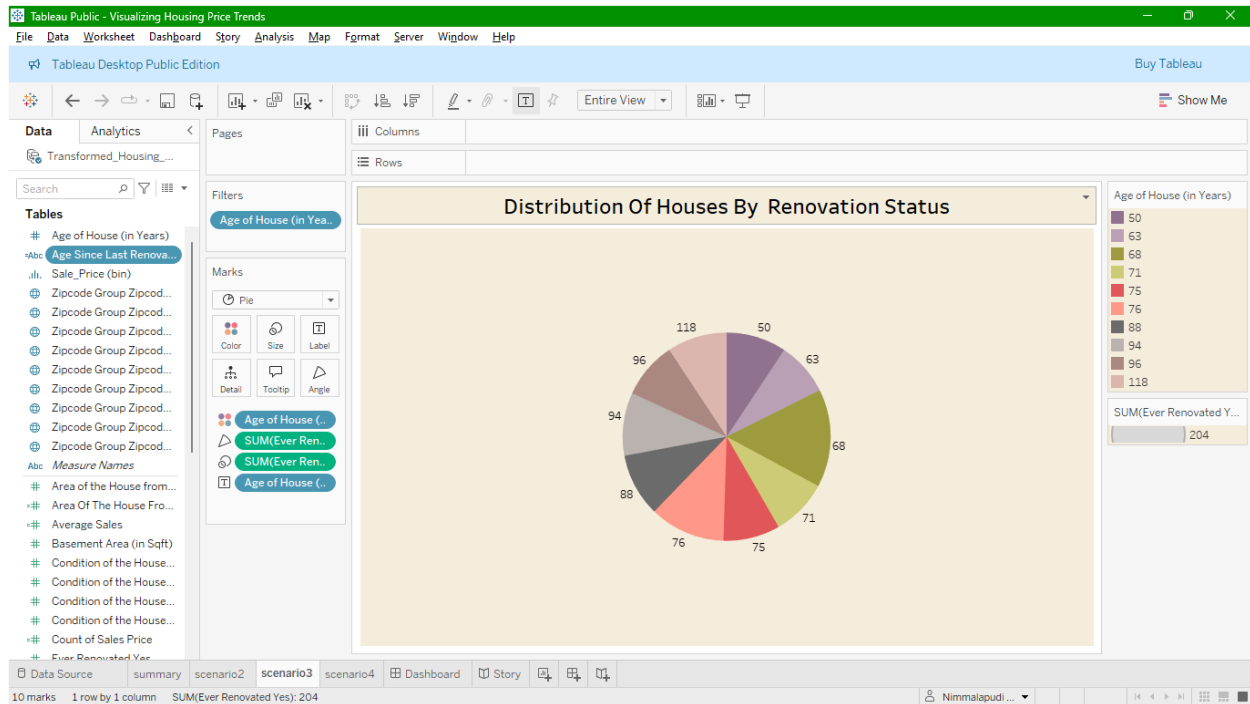 Tableau Public - Visualizing Housing Price Trends
File Data Worksheet Dashboard Story Analysis Map Format Server Window Help
Tableau Desktop Public Edition
Buy Tableau
Entire View
Show Me
Data
Analytics
Transformed_Housing_...
Search
Tables
# Age of House (in Years)
=Abc Age Since Last Renova...
Sale_Price (bin)
Zipcode Group Zipcod...
Zipcode Group Zipcod...
Zipcode Group Zipcod...
Zipcode Group Zipcod...
Zipcode Group Zipcod...
Zipcode Group Zipcod...
Zipcode Group Zipcod...
Zipcode Group Zipcod...
Zipcode Group Zipcod...
Abc Measure Names
# Area of the House from...
=# Area Of The House Fro...
=# Average Sales
# Basement Area (in Sqft)
# Condition of the House...
# Condition of the House...
# Condition of the House...
# Condition of the House...
=# Count of Sales Price
# Ever Renovated Yes
Pages
Filters
Age of House (in Yea..
Marks
Pie
Color
Size
T
Label
Detail
Tooltip
Angle
Age of House (..
SUM(Ever Ren..
SUM(Ever Ren..
T Age of House (..
Columns
Rows
Distribution Of Houses By Renovation Status
118
50
63
96
94
68
88
71
76
75
Age of House (in Years)
50
63
68
71
75
76
88
94
96
118
SUM(Ever Renovated Y...
204
Data Source
summary
scenario2
scenario3
scenario4
Dashboard
Story
10 marks
1 row by 1 column
SUM(Ever Renovated Yes): 204
Nimmalapudi ...